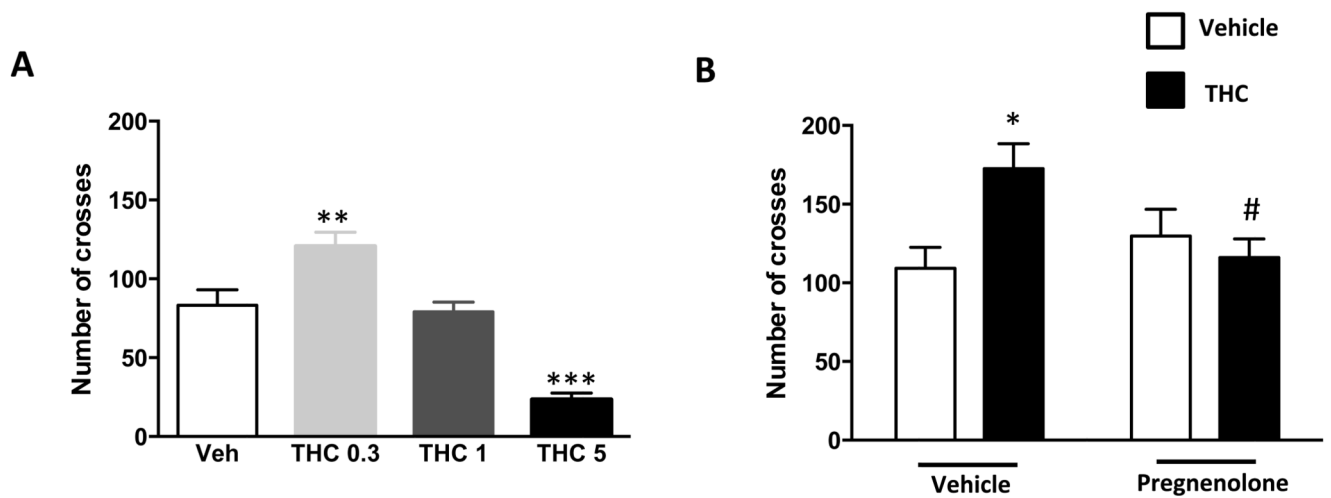 A
Number of crosses
200
150
100
50
0
**
***
Veh THC 0.3 THC 1 THC 5
B
Vehicle
THC
Number of crosses
200
150
100
50
0
*
#
Vehicle Pregnenolone